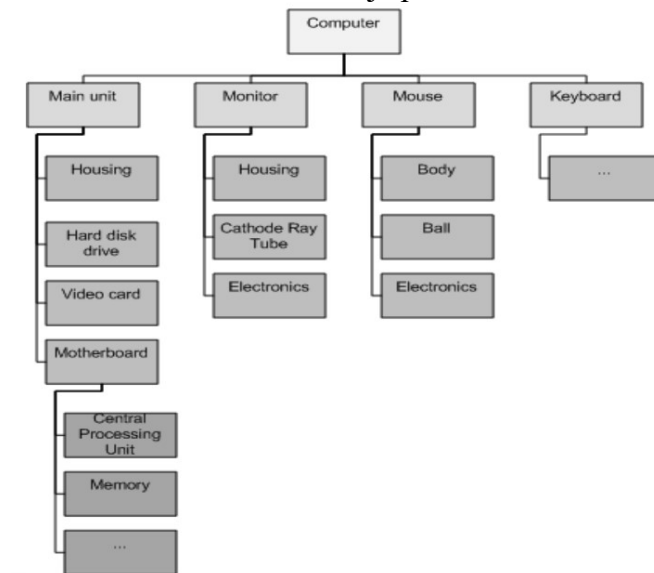 Computer
Main unit
Monitor
Mouse
Keyboard
Housing
Housing
Body
...
Hard disk
drive
Cathode Ray
Tube
Ball
Video card
Electronics
Electronics
Motherboard
Central
Processing
Unit
Memory
...